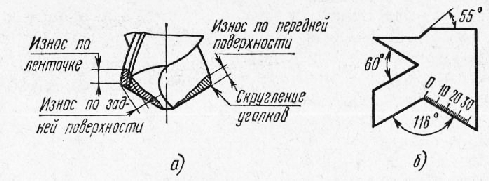 Износ по
ленточке
Износ по зад-
ней поверхности
Износ по передней
поверхности
Скругление
уголков
а)
55°
60°
0 10 20 30
116°
б)